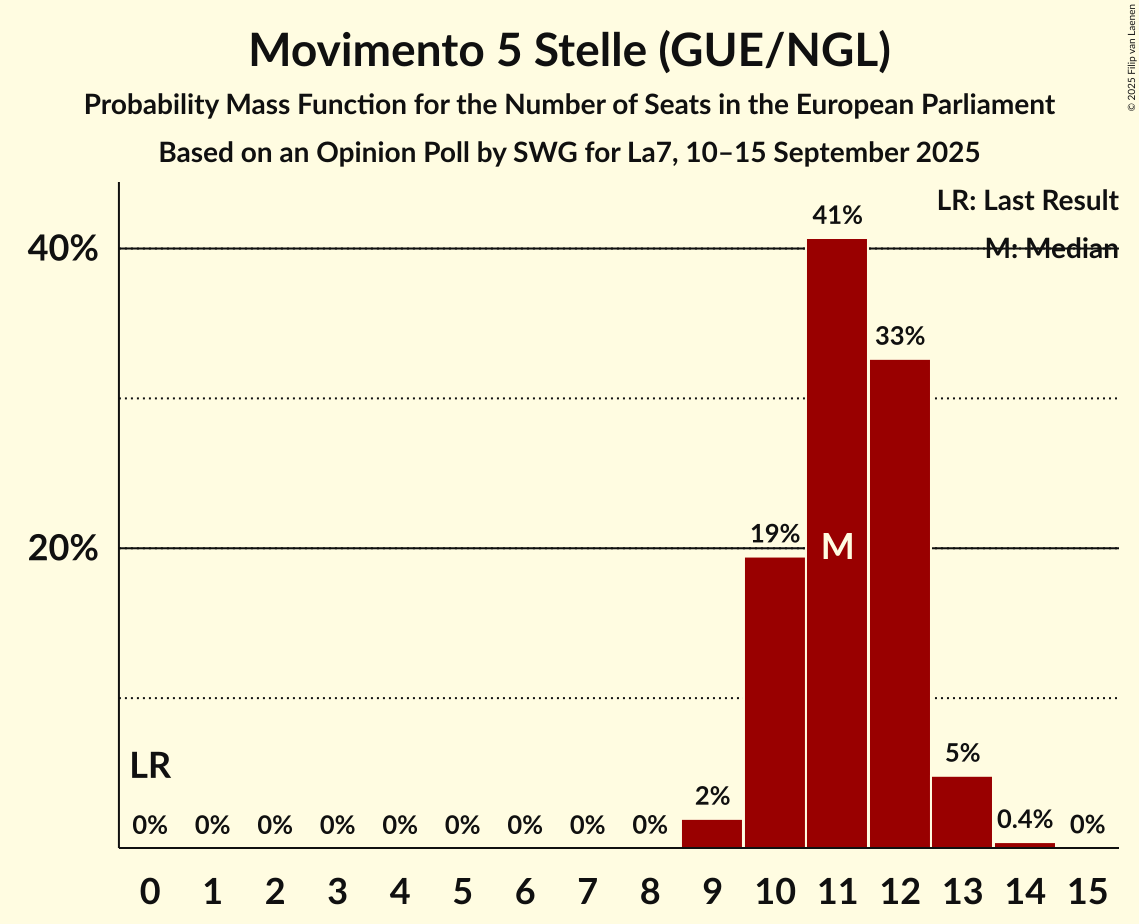 Movimento 5 Stelle (GUE/NGL)
Probability Mass Function for the Number of Seats in the European Parliament
Based on an Opinion Poll by SWG for La7, 10–15 September 2025
© 2025 Filip van Laenen
LR: Last Result
M: Median
40%
20%
41%
33%
19%
M
5%
2%
0.4%
LR
0% 0% 0% 0% 0% 0% 0% 0% 0% 0%
0 1 2 3 4 5 6 7 8 9 10 11 12 13 14 15